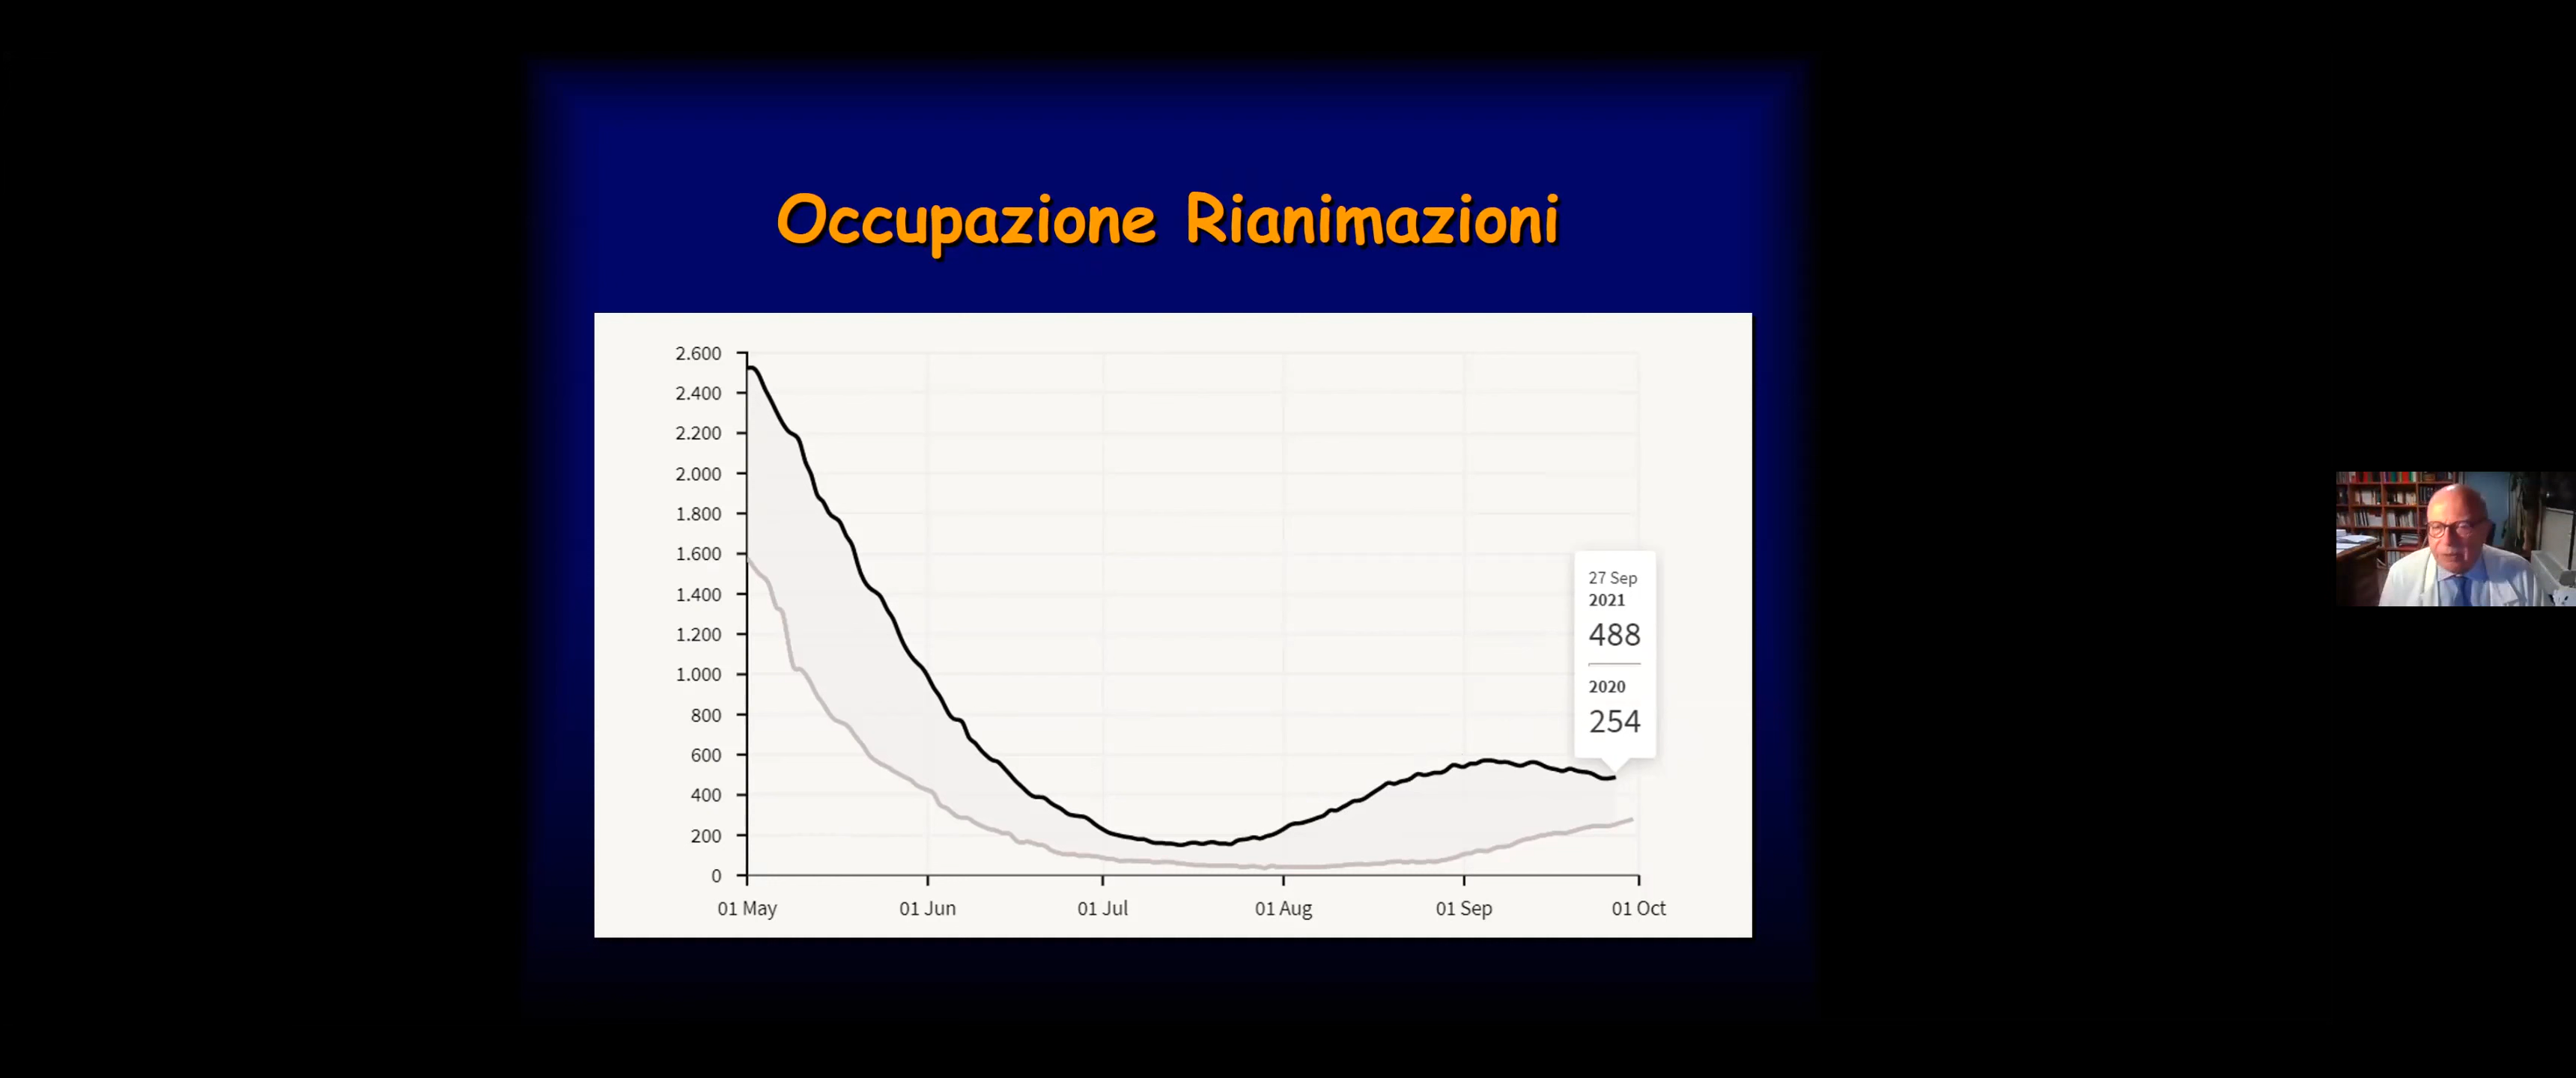 Occupazione Rianimazioni
2.600
2.400
2.200
2.000
1.800
1.600
1.400
1.200
1.000
800
600
400
200
0
27 Sep
2021
488
2020
254
01 May
01 Jun
01 Jul
01 Aug
01 Sep
01 Oct